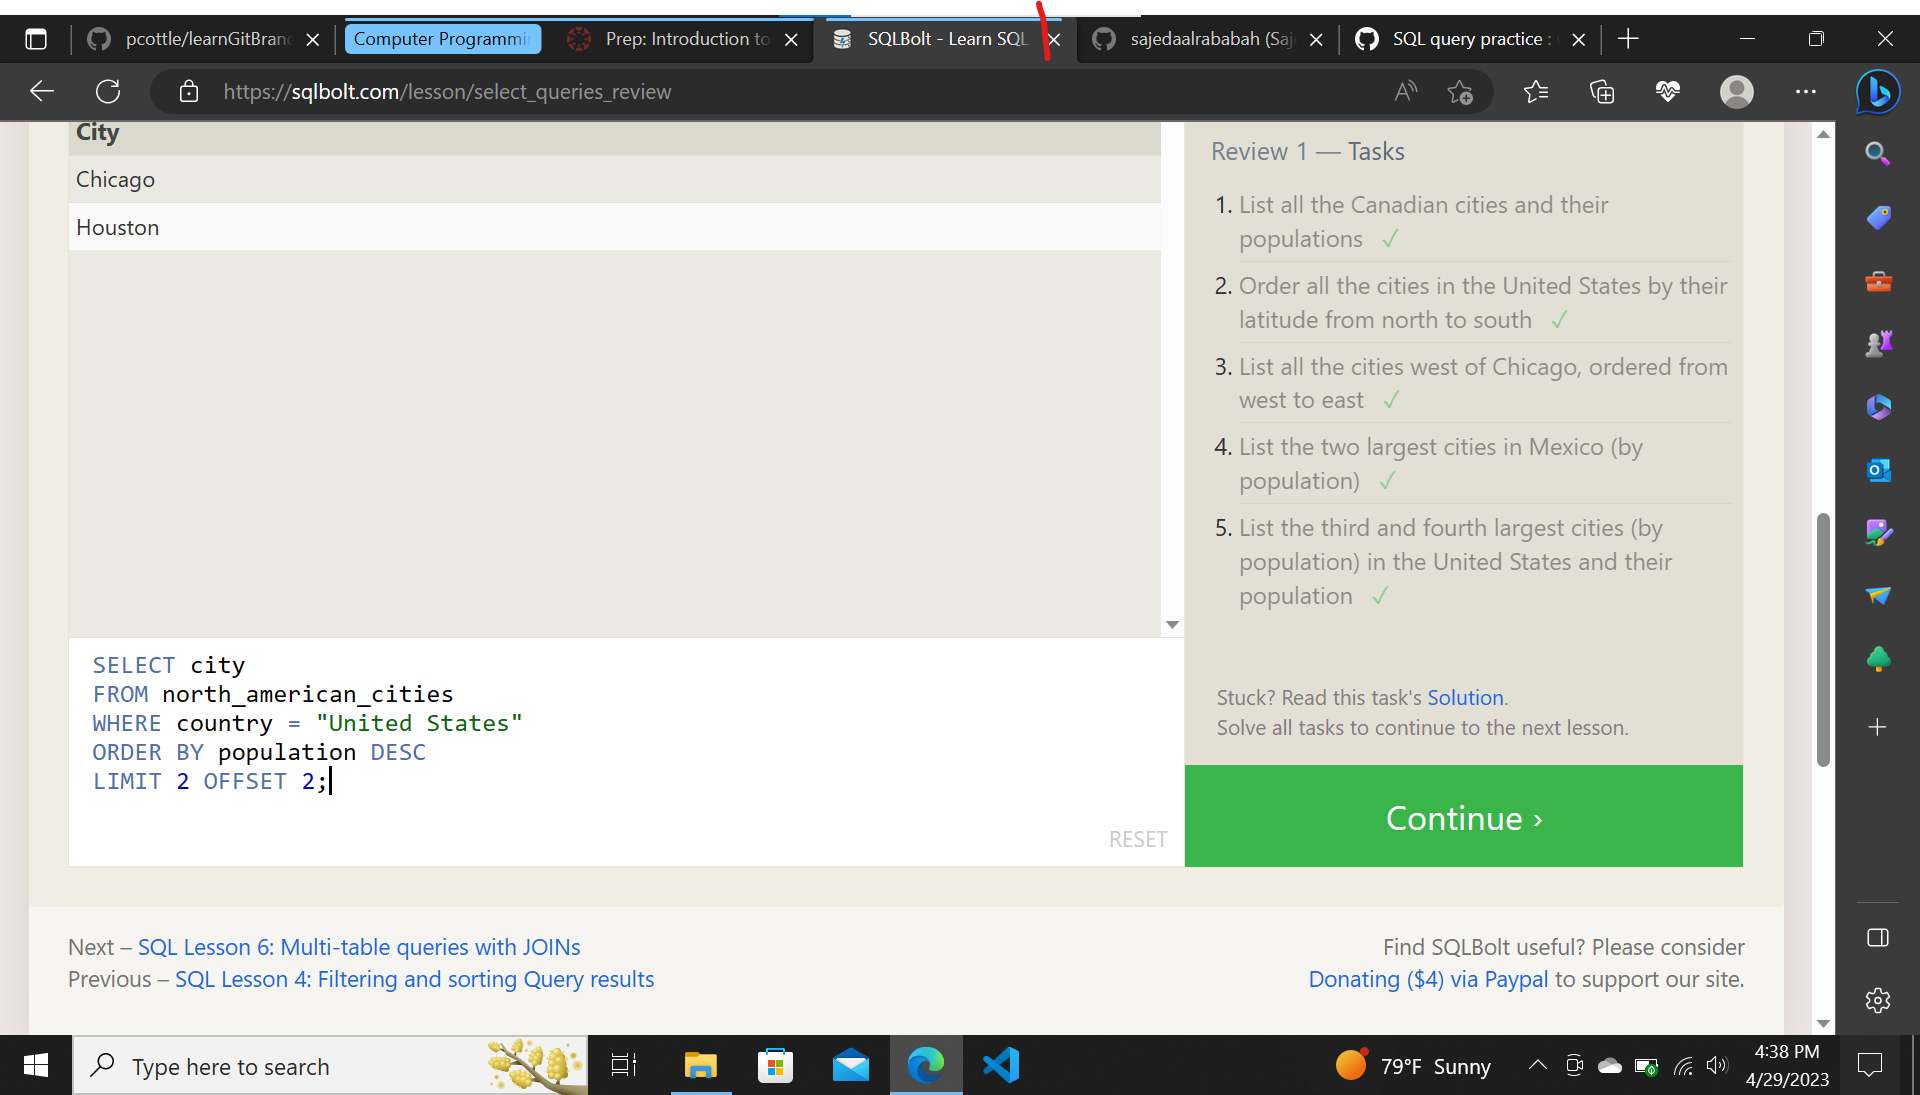 pcottle/learnGitBranc
Computer Programmin
Prep: Introduction to
SQLBolt - Learn SQL
sajedaalrababah (Saj
SQL query practice :
https://sqlbolt.com/lesson/select_queries_review
City
Chicago
Houston
Review 1 — Tasks
1. List all the Canadian cities and their
populations ✓
2. Order all the cities in the United States by their
latitude from north to south ✓
3. List all the cities west of Chicago, ordered from
west to east ✓
4. List the two largest cities in Mexico (by
population) ✓
5. List the third and fourth largest cities (by
population) in the United States and their
population ✓
SELECT city
FROM north_american_cities
WHERE country = "United States"
ORDER BY population DESC
LIMIT 2 OFFSET 2;
RESET
Stuck? Read this task's Solution.
Solve all tasks to continue to the next lesson.
Continue ›
Next – SQL Lesson 6: Multi-table queries with JOINs
Previous – SQL Lesson 4: Filtering and sorting Query results
Find SQLBolt useful? Please consider
Donating ($4) via Paypal to support our site.
Type here to search
79°F Sunny
4:38 PM
4/29/2023